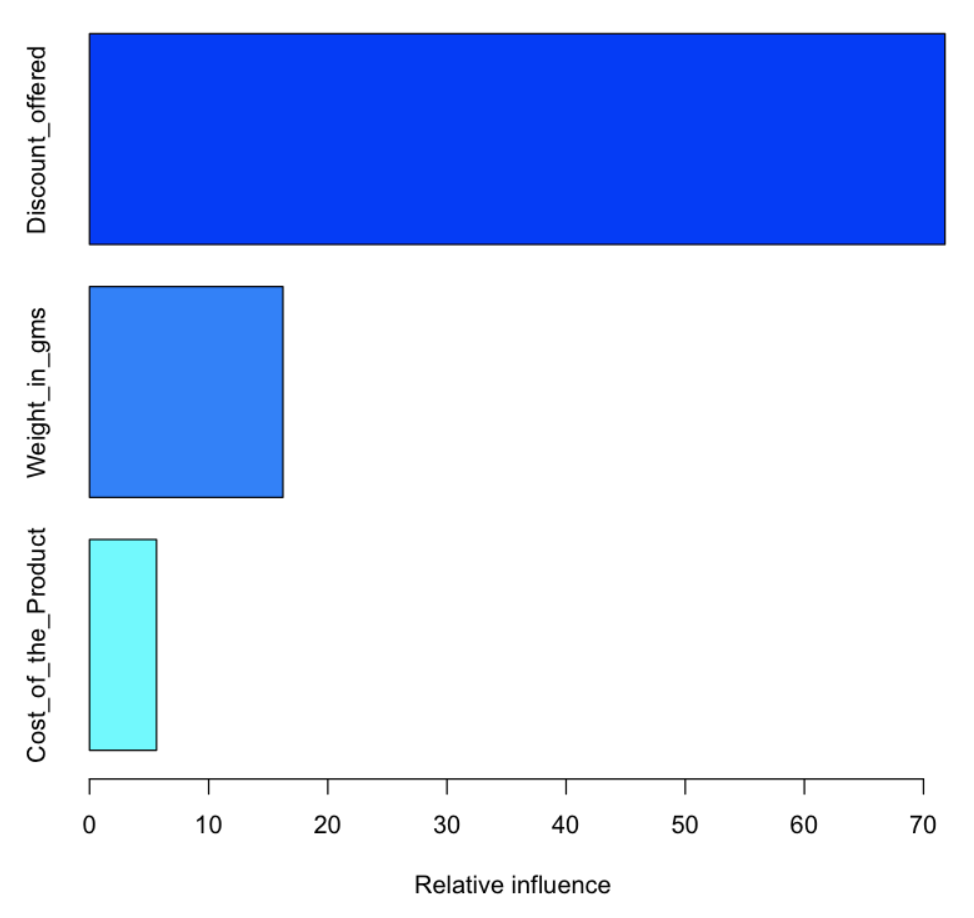 Discount_offered
Weight_in_gms
Cost_of_the_Product
0 10 20 30 40 50 60 70
Relative influence